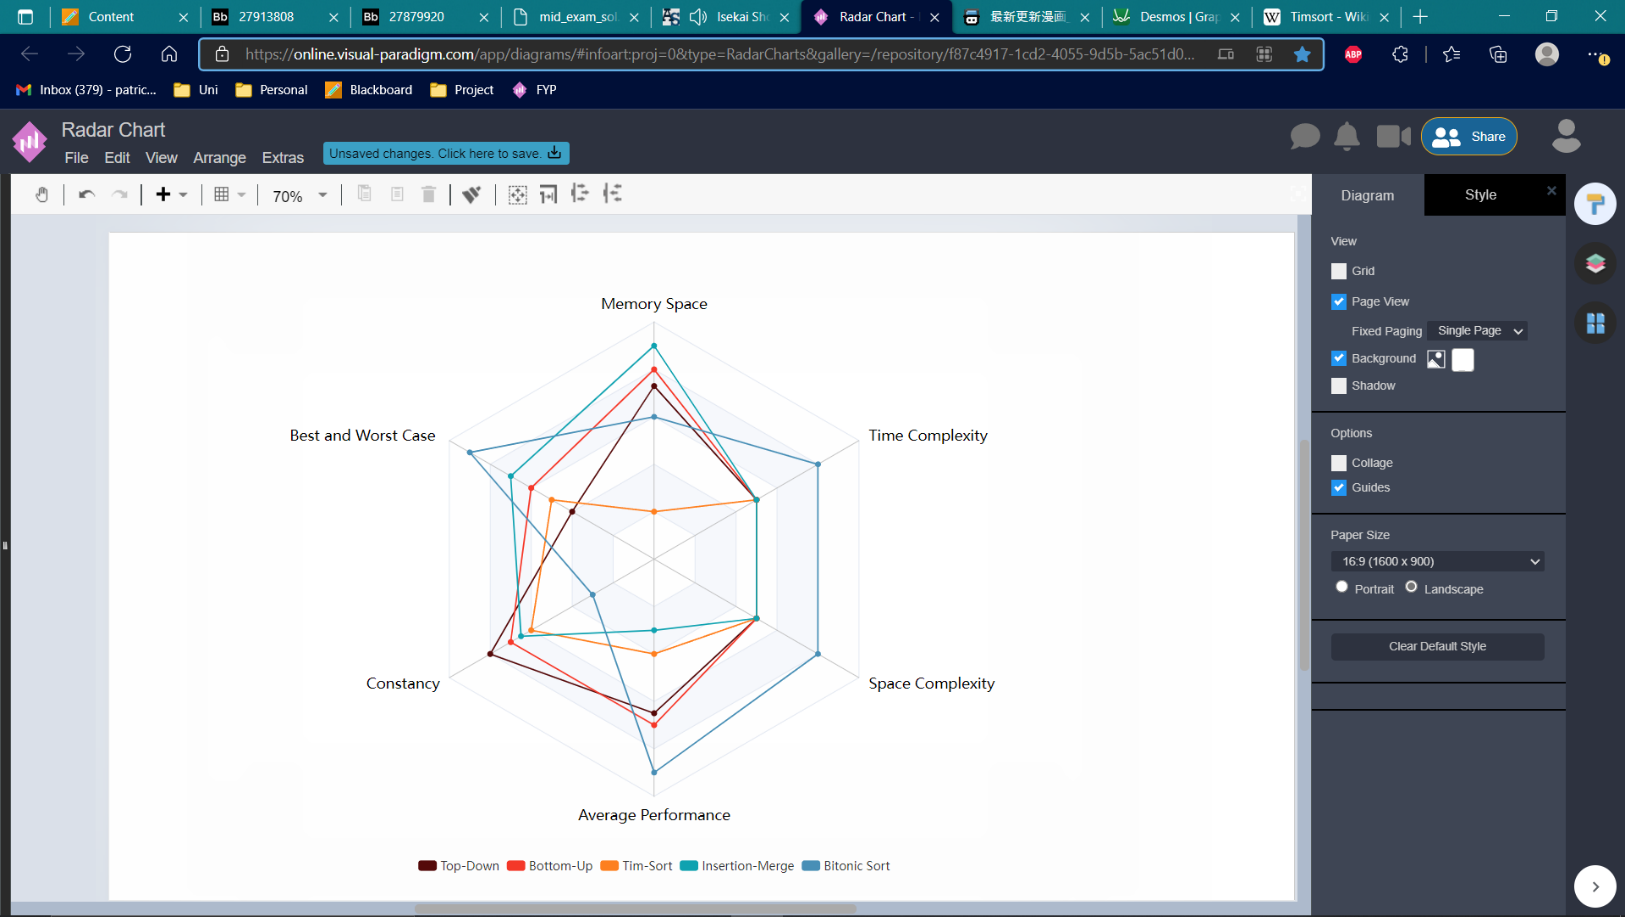 Content
27913808
27879920
mid_exam_sol
Isekai Sho
Radar Chart -
最新更新漫画_
Desmos | Grap
Timsort - Wiki
https://online.visual-paradigm.com/app/diagrams/#infoart:proj=0&type=RadarCharts&gallery=/repository/f87c4917-1cd2-4055-9d5b-5ac51d0...
ABP
Inbox (379) - patric...
Uni
Personal
Blackboard
Project
FYP
Radar Chart
File Edit View Arrange Extras
Unsaved changes. Click here to save.
Share
70%
Diagram
Style
View
Grid
Page View
Fixed Paging Single Page
Background
Shadow
Options
Collage
Guides
Paper Size
16:9 (1600 x 900)
Portrait Landscape
Clear Default Style
Memory Space
Best and Worst Case
Time Complexity
Constancy
Space Complexity
Average Performance
Top-Down Bottom-Up Tim-Sort Insertion-Merge Bitonic Sort